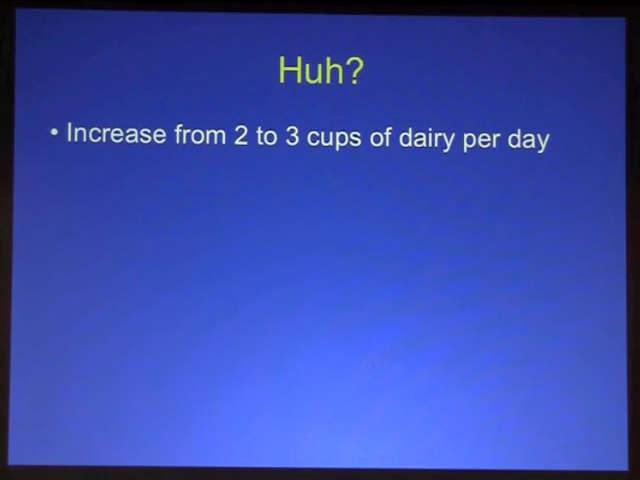 Huh?
• Increase from 2 to 3 cups of dairy per day